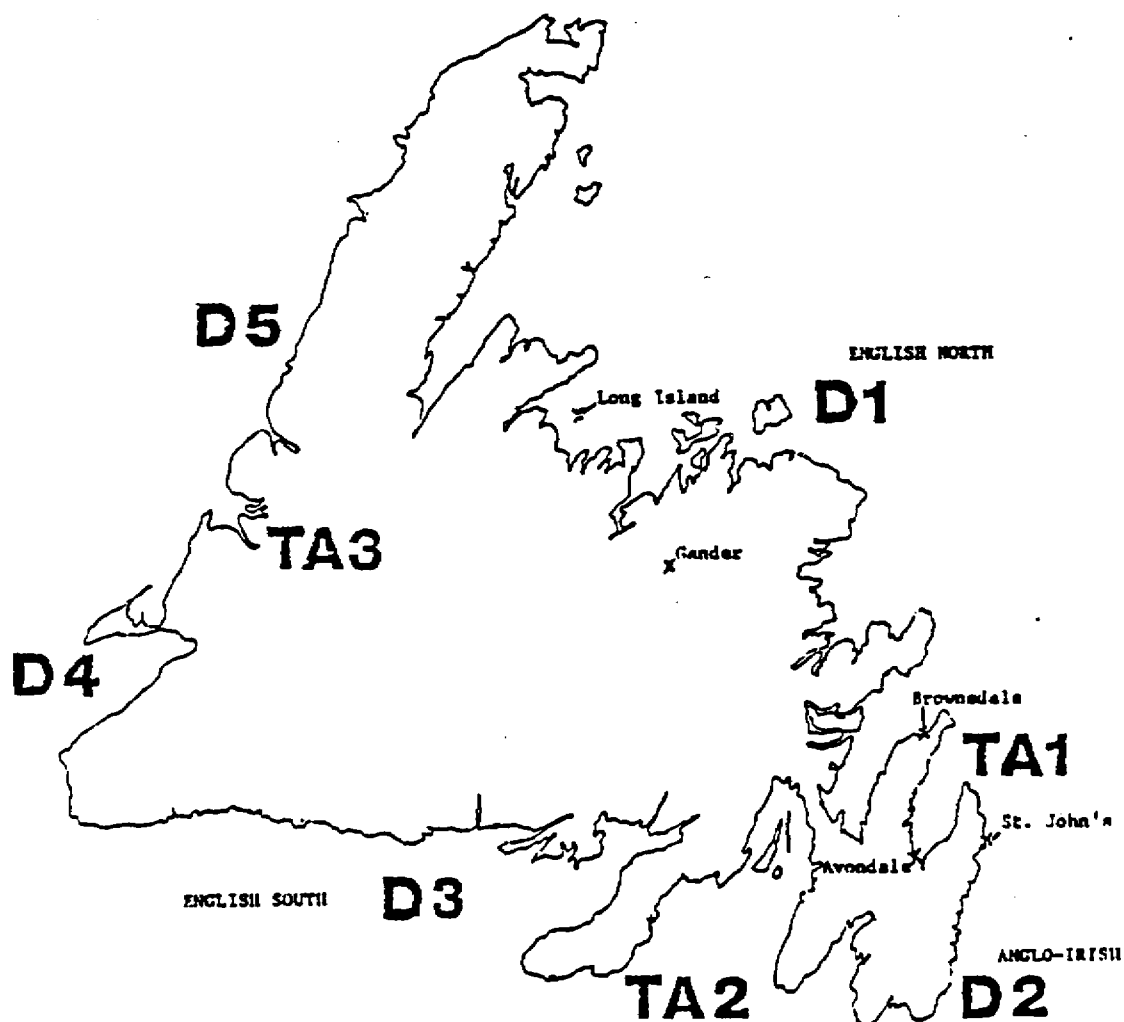 D5
ENGLISH NORTH
D1
Long Island
TA3
Gander
D4
Brownsdale
TA1
St. John's
Avondale
ENGLISH SOUTH
D3
ANGLO-IRISH
TA2
D2